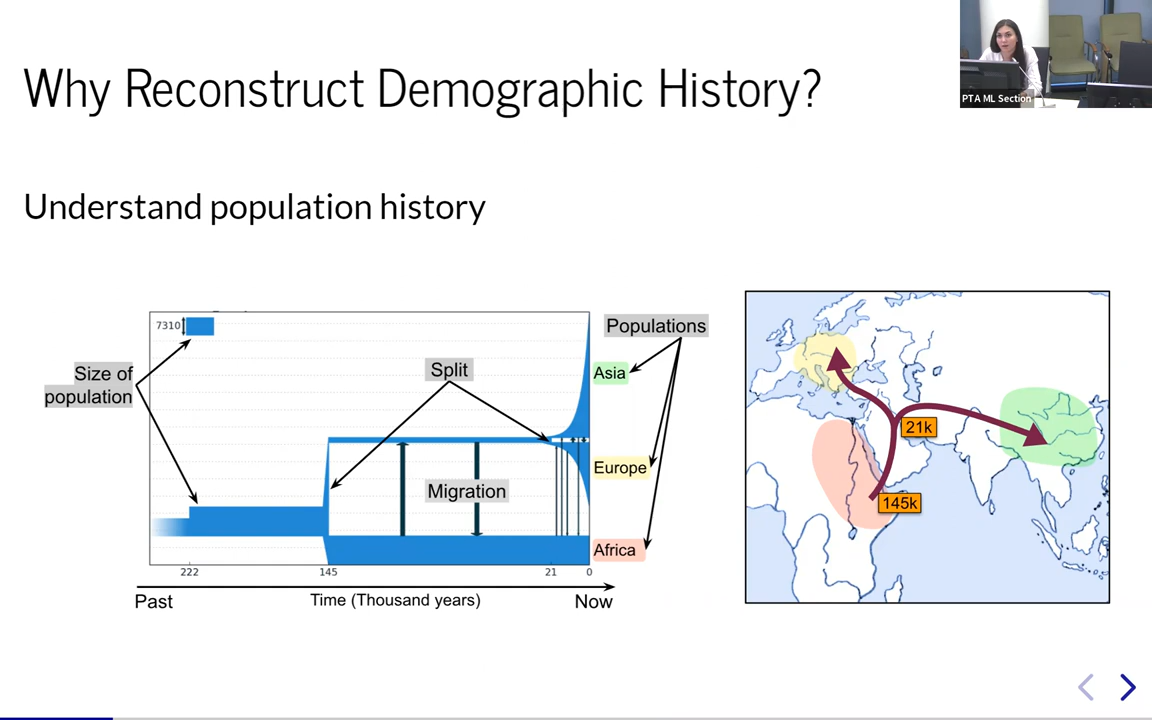 Why Reconstruct Demographic History?
PTA ML Section
Understand population history
7310
Size of
population
Split
Migration
Populations
Asia
Europe
Africa
222
145
21
0
Past
Time (Thousand years)
Now
21k
145k